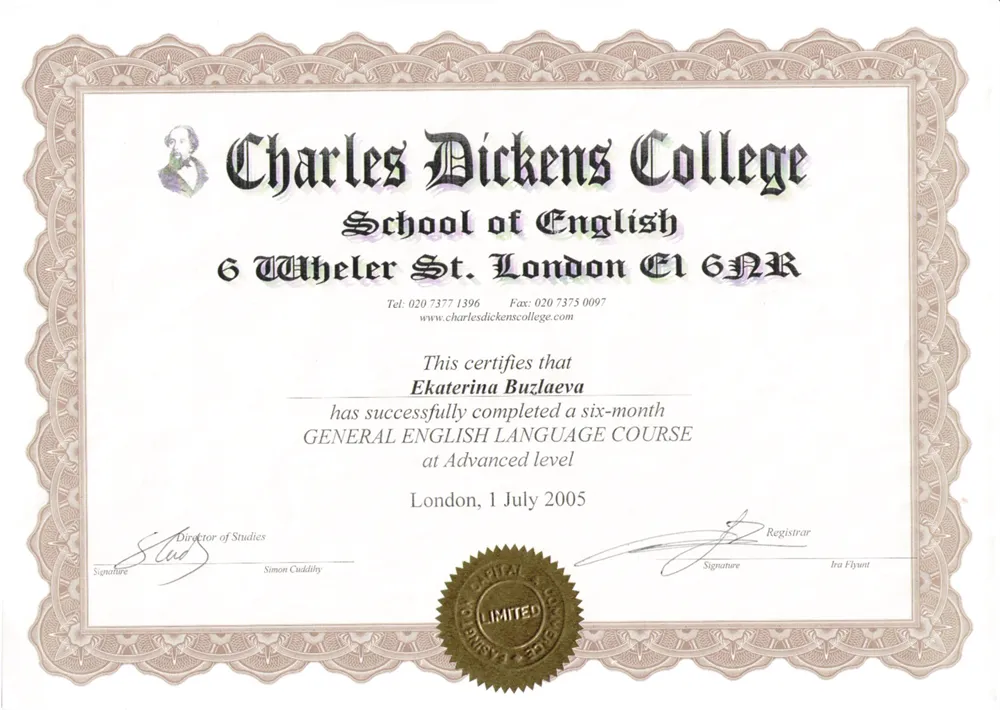 Charles Dickens College
School of English
6 Wheler St. London E1 6NR
Tel: 020 7377 1396 Fax: 020 7375 0097
www.charlesdickenscollege.com
This certifies that
Ekaterina Buzlaeva
has successfully completed a six-month
GENERAL ENGLISH LANGUAGE COURSE
at Advanced level
London, 1 July 2005
Director of Studies
Signature
Simon Cuddihy
Registrar
Signature
Ira Flyunt
CAPITAL &
LIMITED